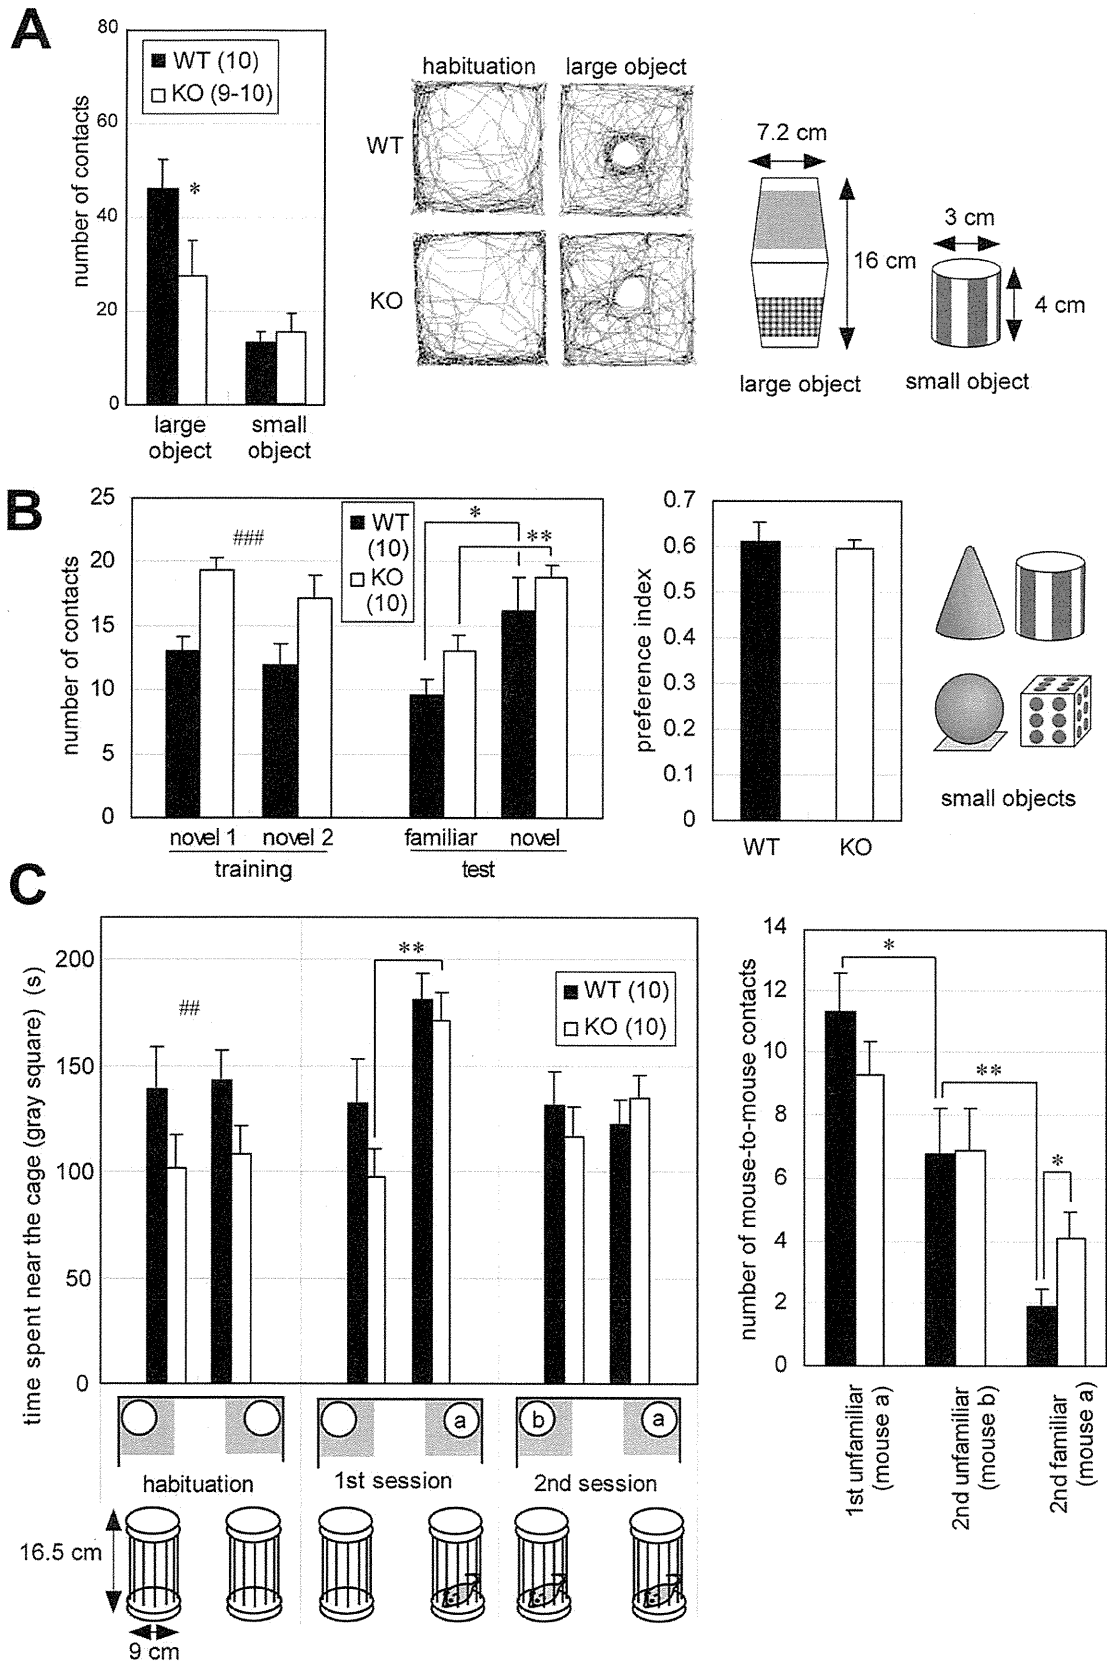 A
80
60
40
20
0
number of contacts
WT (10)
KO (9-10)
*
large object
small object
habituation
large object
WT
KO
7.2 cm
16 cm
large object
3 cm
4 cm
small object
B
25
20
15
10
5
0
number of contacts
###
WT (10)
KO (10)
*
**
novel 1
novel 2
familiar
novel
training
test
0.7
0.6
0.5
0.4
0.3
0.2
0.1
0
preference index
WT
KO
small objects
C
200
150
100
50
0
time spent near the cage (gray square) (s)
##
**
WT (10)
KO (10)
a
b
a
habituation
1st session
2nd session
16.5 cm
9 cm
14
12
10
8
6
4
2
0
number of mouse-to-mouse contacts
*
**
*
1st unfamiliar
(mouse a)
2nd unfamiliar
(mouse b)
2nd familiar
(mouse a)